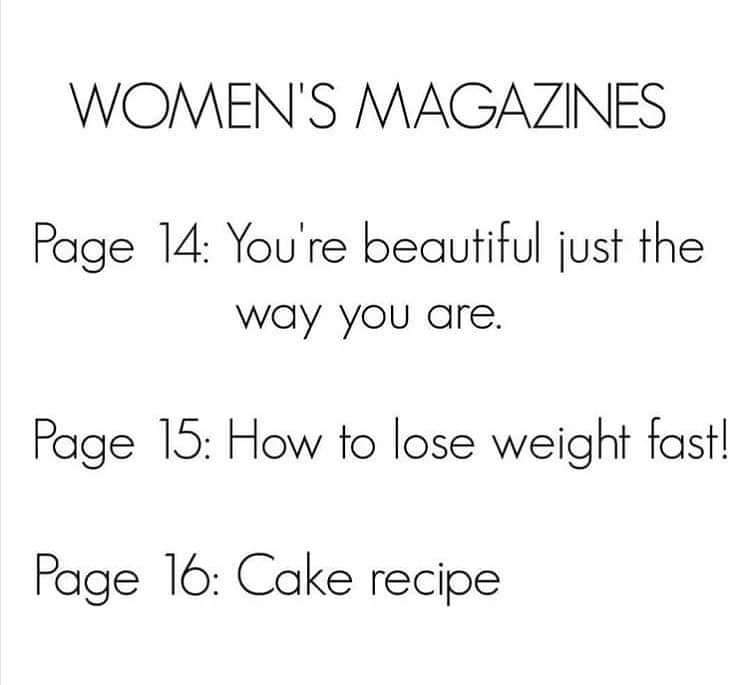 WOMEN'S MAGAZINES
Page 14: You're beautiful just the
way you are.
Page 15: How to lose weight fast!
Page 16: Cake recipe